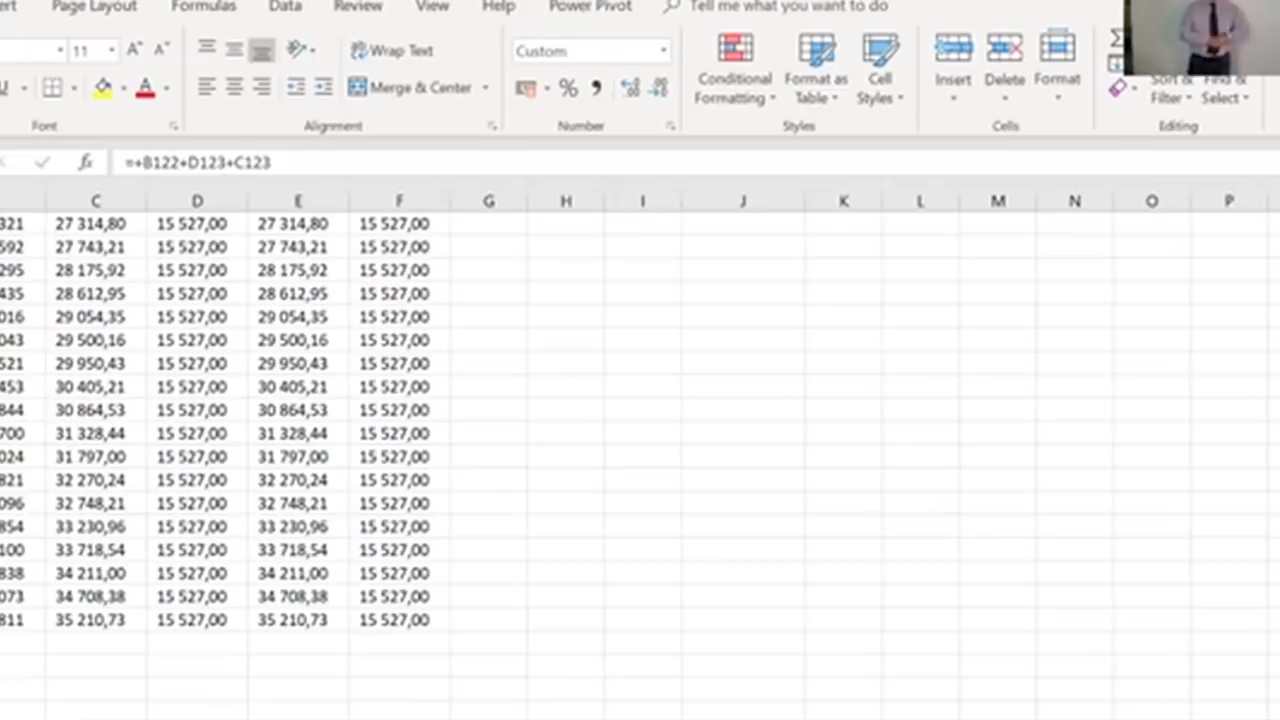 Page Layout Formulas Data Review View Help Power Pivot Tell me what you want to do
11 A A Wrap Text Custom
Conditional Formatting Format as Table Cell Styles Insert Delete Format Sort & Filter Find & Select
A Merge & Center % ,
Font Alignment Number Styles Cells Editing
fx =+B122+D123+C123
C D E F G H I J K L M N O P
321 27 314,80 15 527,00 27 314,80 15 527,00
592 27 743,21 15 527,00 27 743,21 15 527,00
295 28 175,92 15 527,00 28 175,92 15 527,00
435 28 612,95 15 527,00 28 612,95 15 527,00
016 29 054,35 15 527,00 29 054,35 15 527,00
043 29 500,16 15 527,00 29 500,16 15 527,00
521 29 950,43 15 527,00 29 950,43 15 527,00
453 30 405,21 15 527,00 30 405,21 15 527,00
844 30 864,53 15 527,00 30 864,53 15 527,00
700 31 328,44 15 527,00 31 328,44 15 527,00
024 31 797,00 15 527,00 31 797,00 15 527,00
821 32 270,24 15 527,00 32 270,24 15 527,00
096 32 748,21 15 527,00 32 748,21 15 527,00
854 33 230,96 15 527,00 33 230,96 15 527,00
100 33 718,54 15 527,00 33 718,54 15 527,00
838 34 211,00 15 527,00 34 211,00 15 527,00
073 34 708,38 15 527,00 34 708,38 15 527,00
811 35 210,73 15 527,00 35 210,73 15 527,00